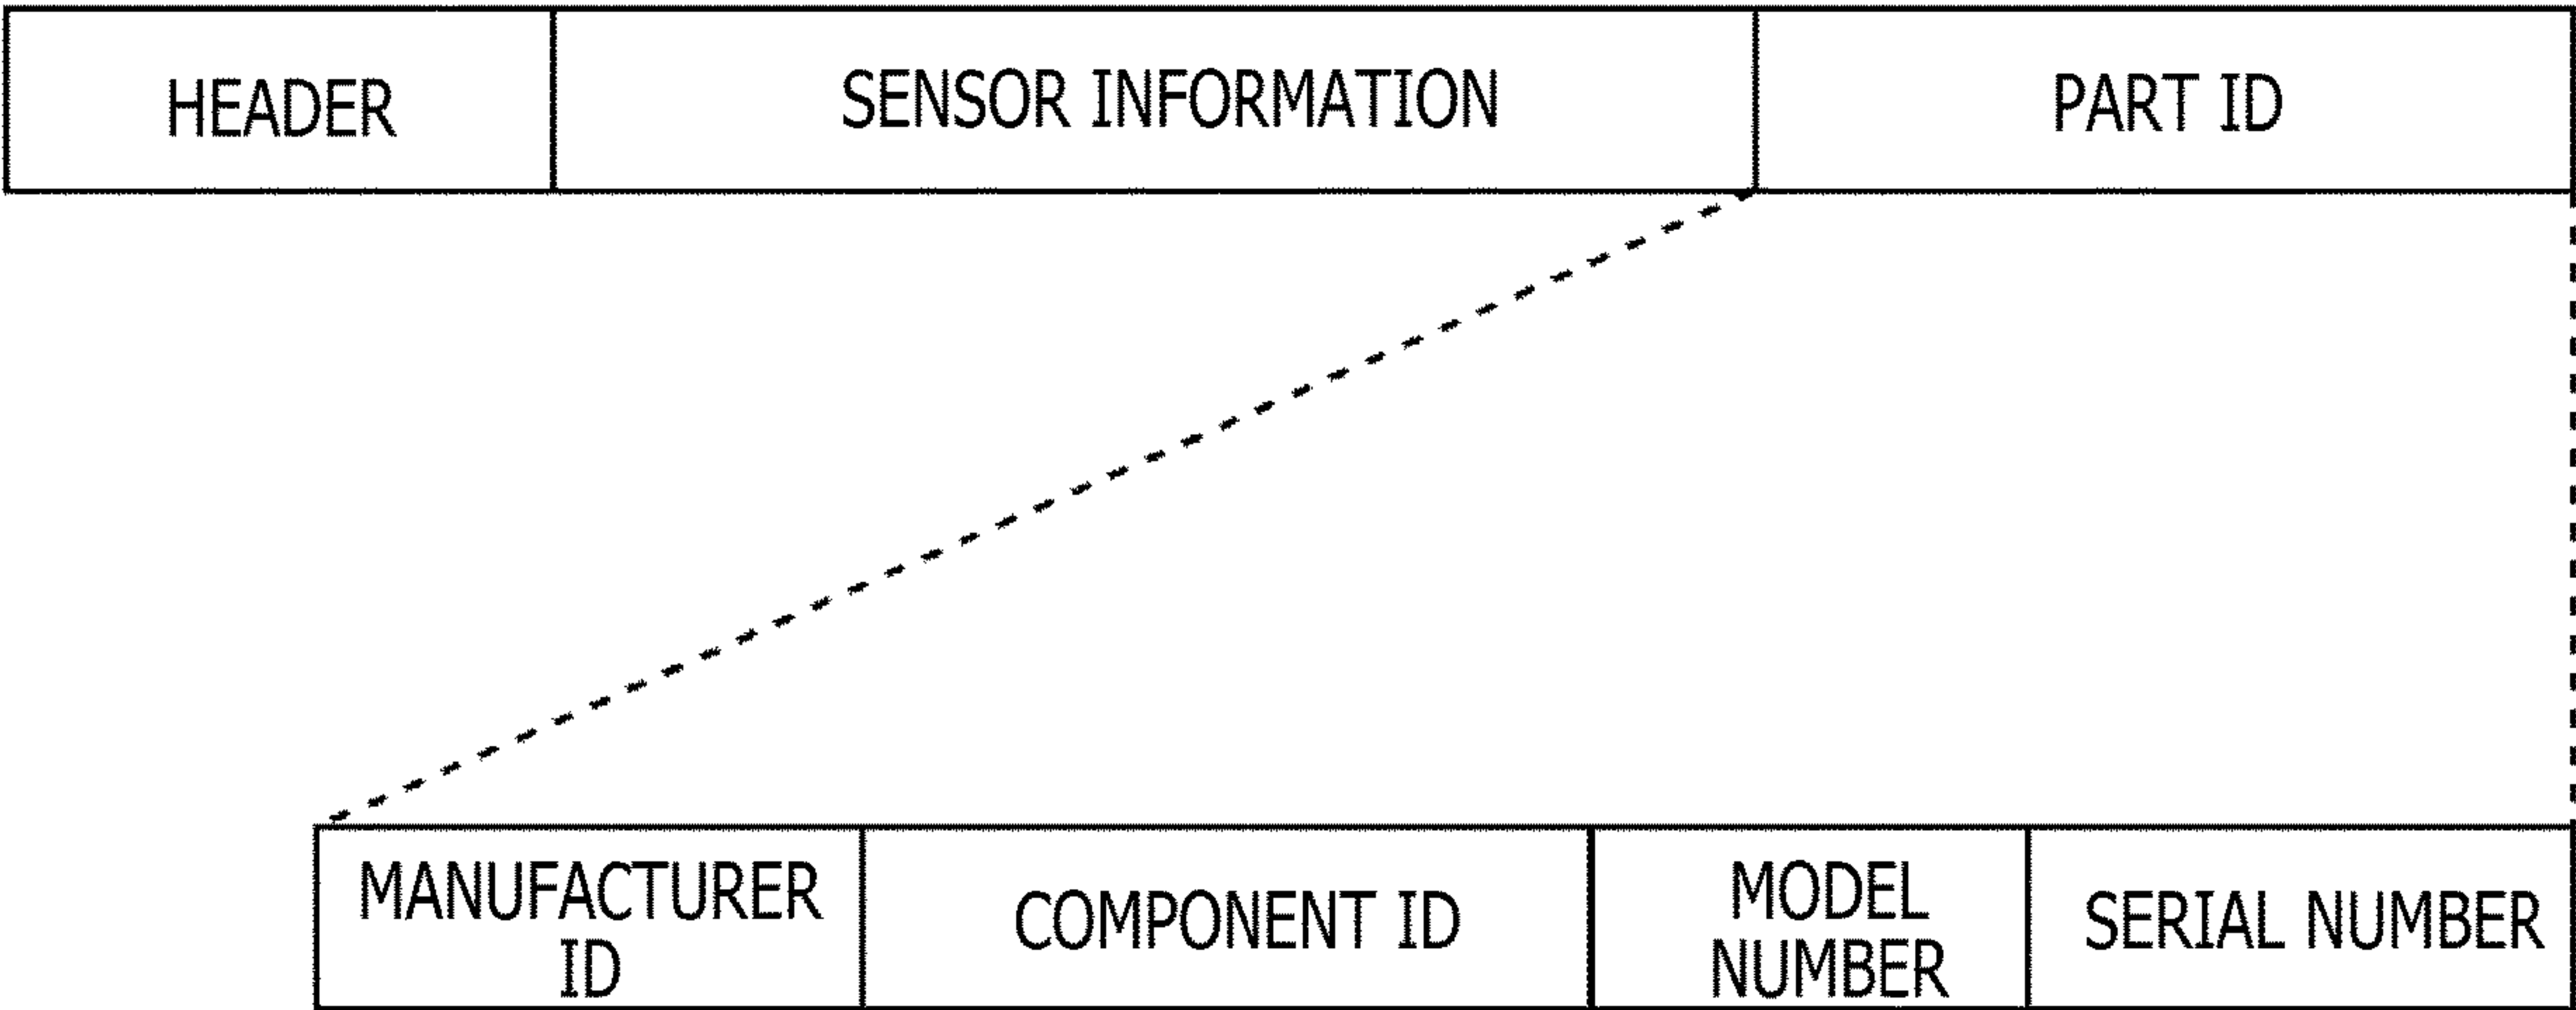 HEADER
SENSOR INFORMATION
PART ID
MANUFACTURER
ID
COMPONENT ID
MODEL
NUMBER
SERIAL NUMBER